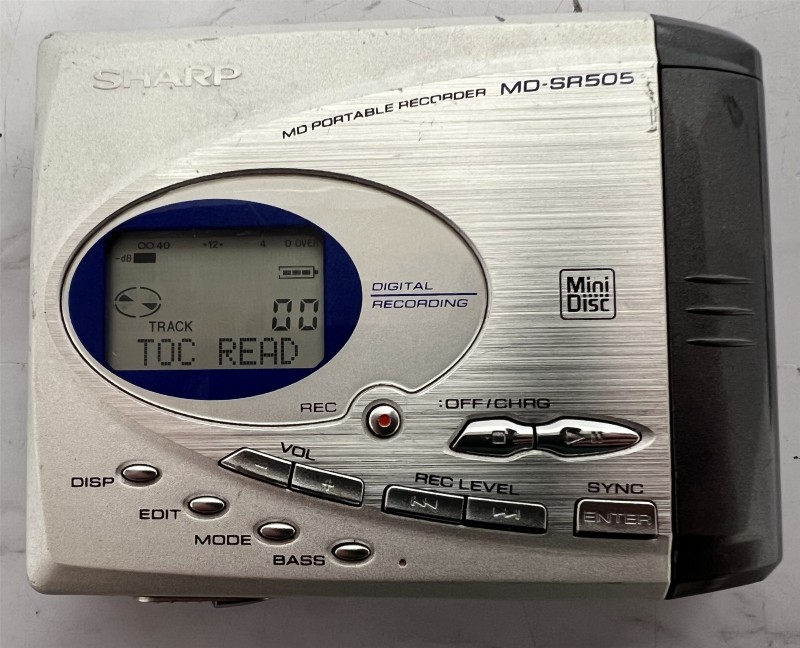 SHARP
MD PORTABLE RECORDER MD-SR505
OO 40 •12• 4 0 OVER
-dB
DIGITAL
RECORDING
Mini
Disc
TRACK 00
TOC READ
REC
:OFF/CHRG
VOL
- +
REC LEVEL
SYNC
ENTER
DISP
EDIT
MODE
BASS